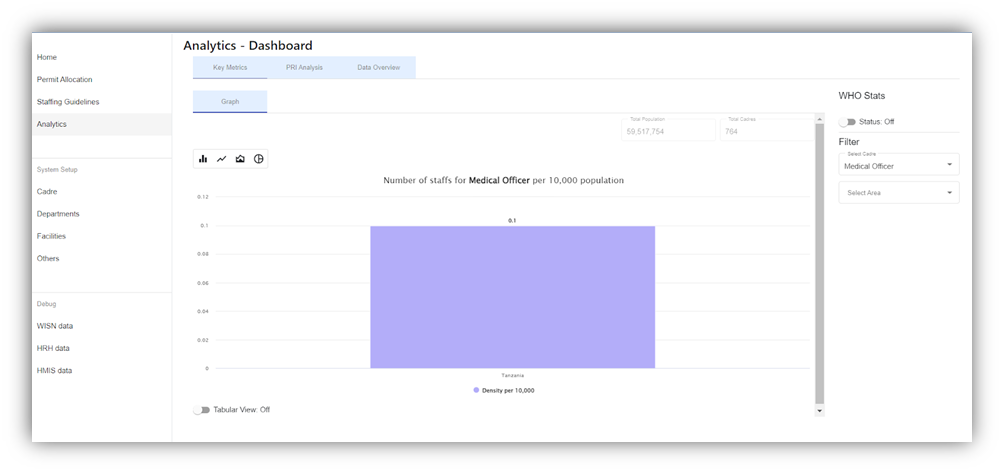 Analytics - Dashboard
Home
Permit Allocation
Staffing Guidelines
Analytics
System Setup
Cadre
Departments
Facilities
Others
Debug
WISN data
HRH data
HMIS data
Key Metrics PRI Analysis Data Overview
Graph
Total Population
59,517,754
Total Cadres
764
Number of staffs for Medical Officer per 10,000 population
0.12
0.1
0.08
0.06
0.04
0.02
0
0.1
Tanzania
Density per 10,000
Tabular View: Off
WHO Stats
Status: Off
Filter
Select Cadre
Medical Officer
Select Area